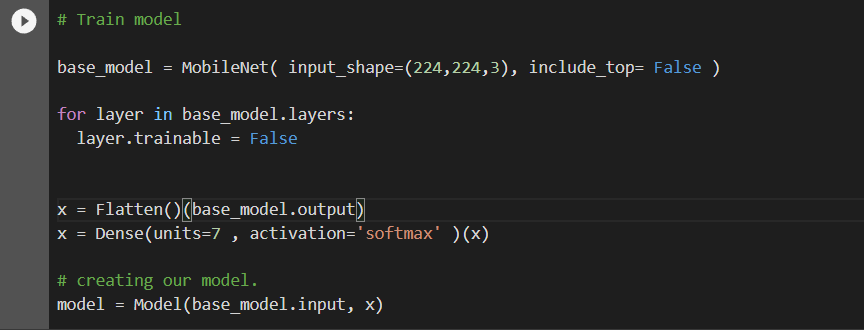 # Train model
base_model = MobileNet( input_shape=(224,224,3), include_top= False )
for layer in base_model.layers:
  layer.trainable = False
x = Flatten()(base_model.output)
x = Dense(units=7 , activation='softmax' )(x)
# creating our model.
model = Model(base_model.input, x)